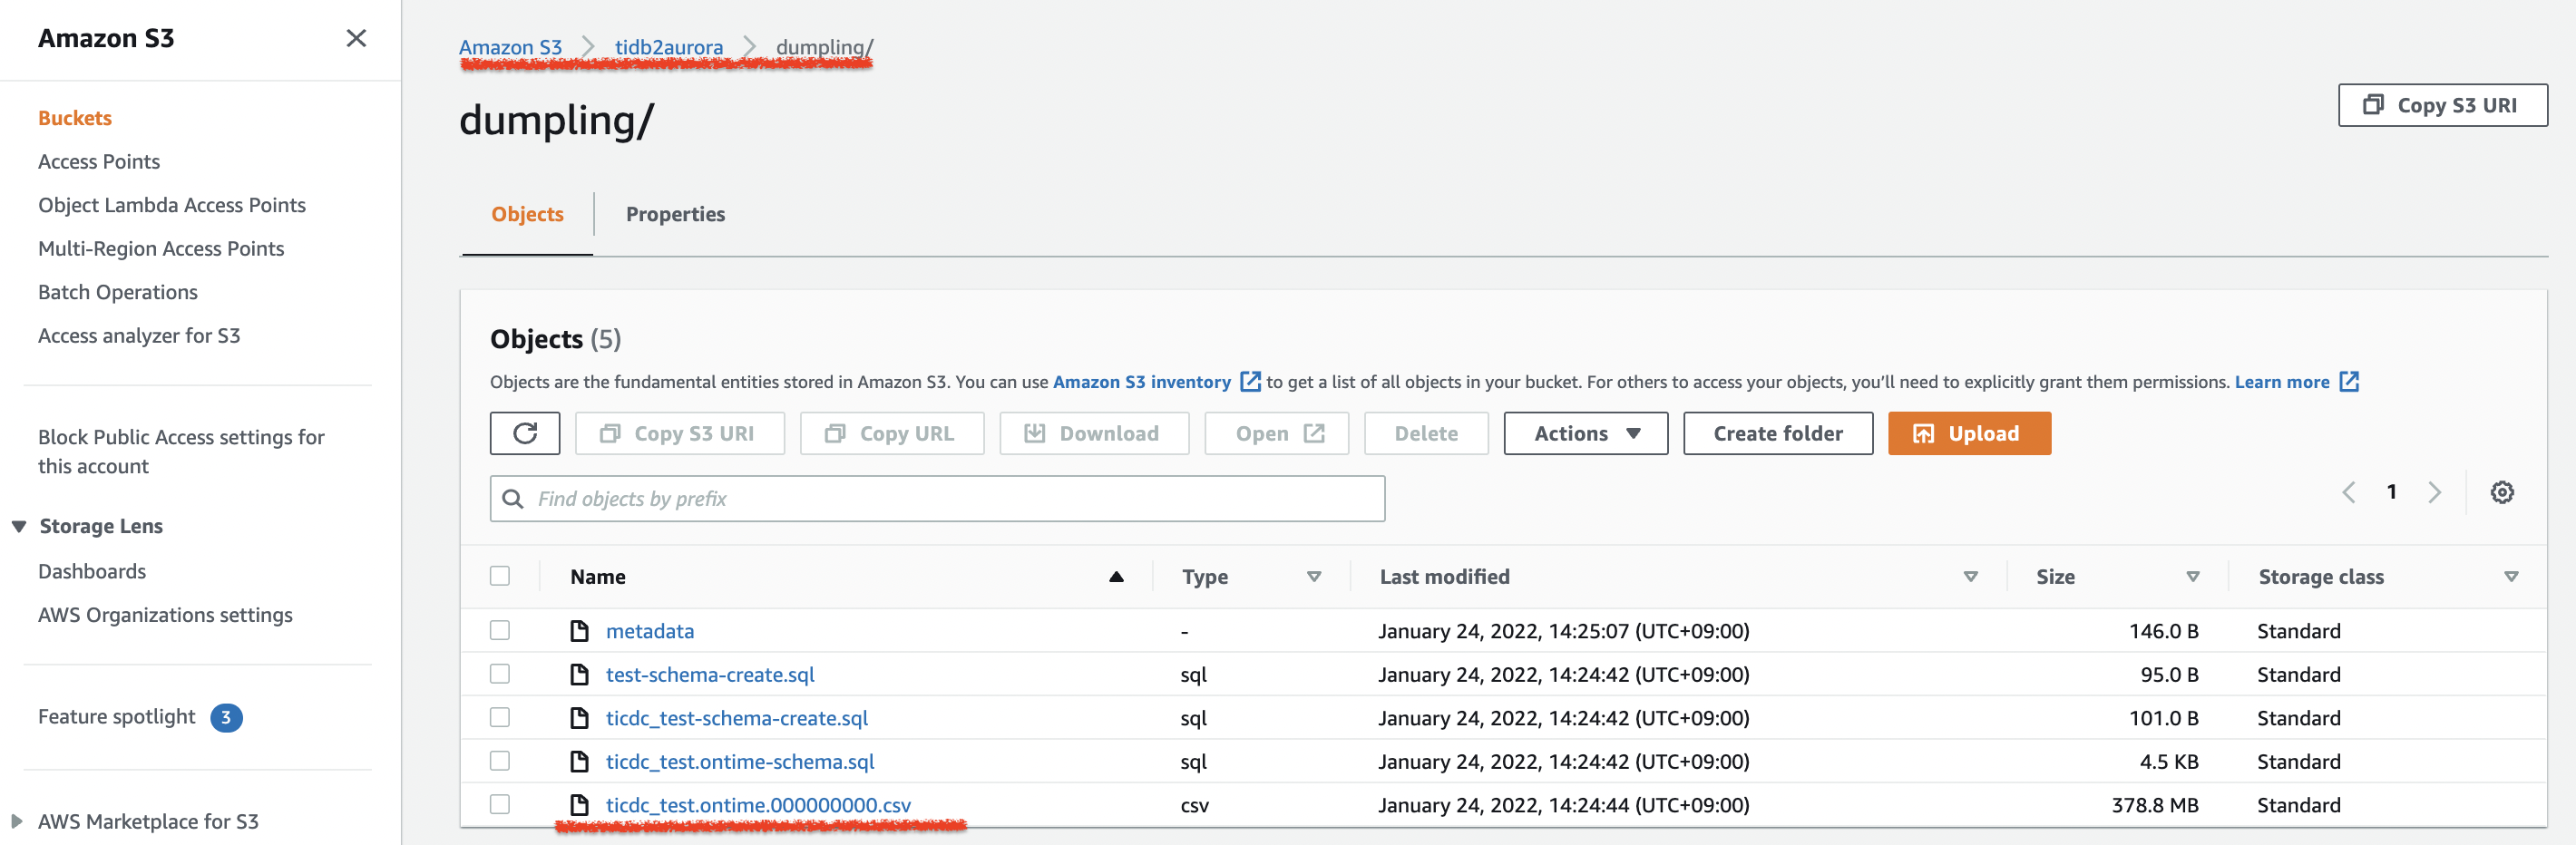 Amazon S3
Buckets
Access Points
Object Lambda Access Points
Multi-Region Access Points
Batch Operations
Access analyzer for S3
Block Public Access settings for
this account
Storage Lens
Dashboards
AWS Organizations settings
Feature spotlight 3
AWS Marketplace for S3
Amazon S3 tidb2aurora dumpling/
dumpling/
Copy S3 URI
Objects Properties
Objects (5)
Objects are the fundamental entities stored in Amazon S3. You can use Amazon S3 inventory to get a list of all objects in your bucket. For others to access your objects, you'll need to explicitly grant them permissions. Learn more
Copy S3 URI Copy URL Download Open Delete Actions Create folder Upload
Find objects by prefix
1
Name Type Last modified Size Storage class
metadata - January 24, 2022, 14:25:07 (UTC+09:00) 146.0 B Standard
test-schema-create.sql sql January 24, 2022, 14:24:42 (UTC+09:00) 95.0 B Standard
ticdc_test-schema-create.sql sql January 24, 2022, 14:24:42 (UTC+09:00) 101.0 B Standard
ticdc_test.ontime-schema.sql sql January 24, 2022, 14:24:42 (UTC+09:00) 4.5 KB Standard
ticdc_test.ontime.000000000.csv csv January 24, 2022, 14:24:44 (UTC+09:00) 378.8 MB Standard